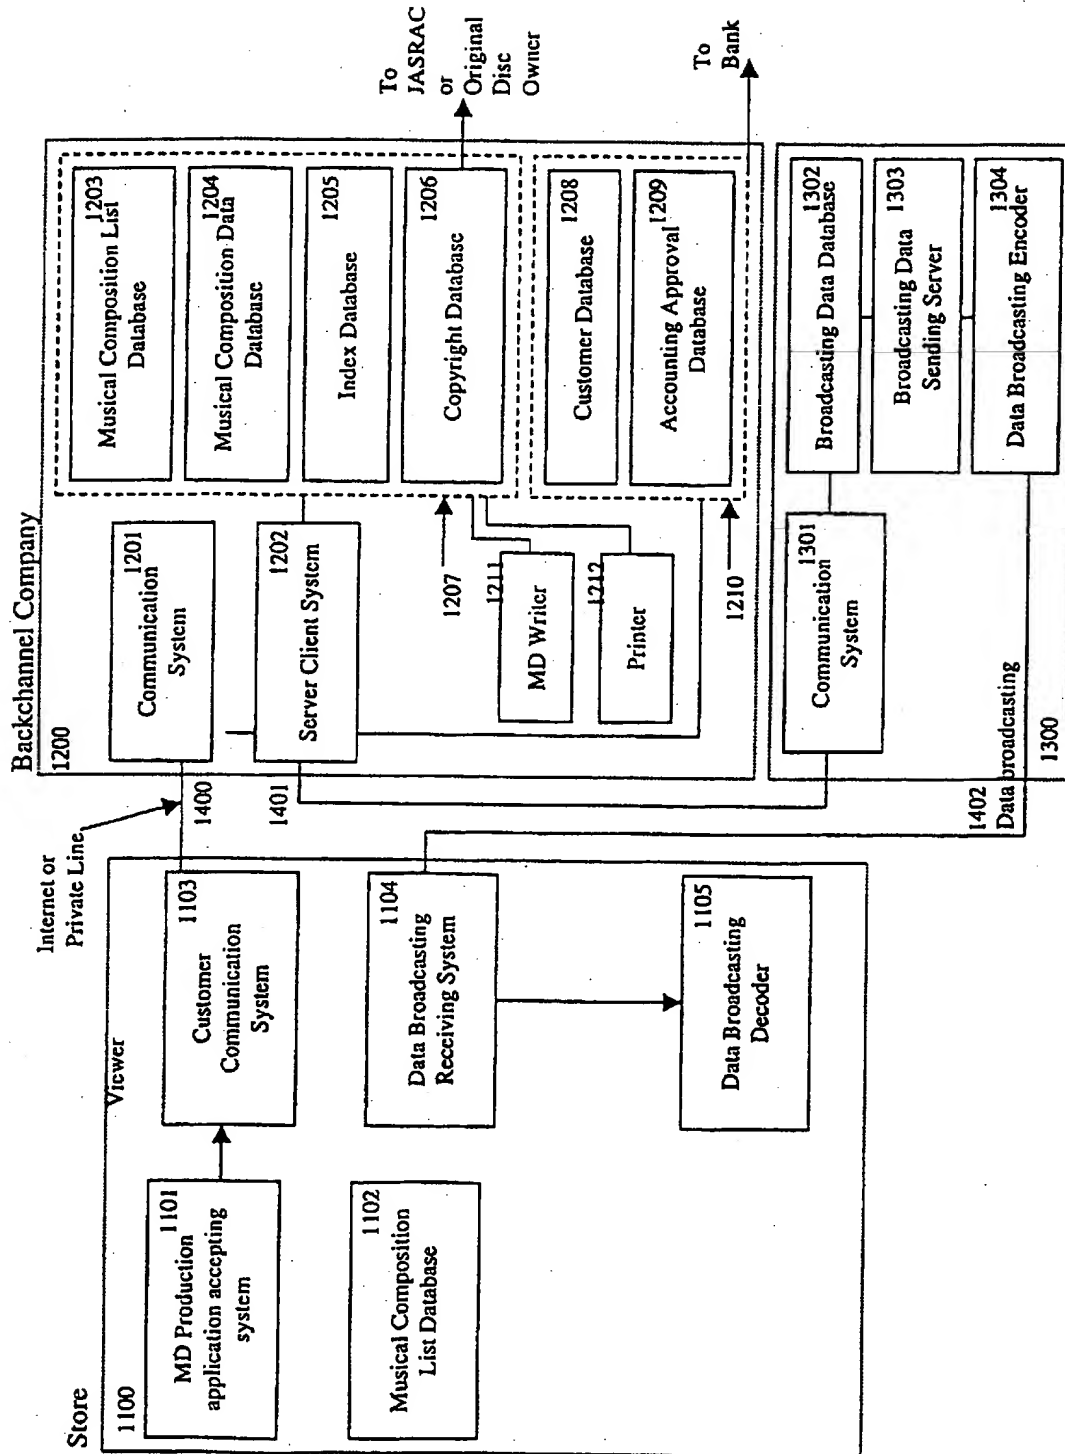 Store
1100
Viewer
1101
MD Production
application accepting
system
1102
Musical Composition
List Database
1103
Customer
Communication
System
1104
Data Broadcasting
Receiving System
1105
Data Broadcasting
Decoder
Internet or
Private Line
1400
1401
1402
Data broadcasting
Backchannel Company
1200
1201
Communication
System
1202
Server Client System
1203
Musical Composition List
Database
1204
Musical Composition Data
Database
1205
Index Database
1206
Copyright Database
1207
1208
Customer Database
1209
Accounting Approval
Database
1210
1211
MD Writer
1212
Printer
To
JASRAC
or
Original
Disc
Owner
To
Bank
1300
1301
Communication
System
1302
Broadcasting Data Database
1303
Broadcasting Data
Sending Server
1304
Data Broadcasting Encoder